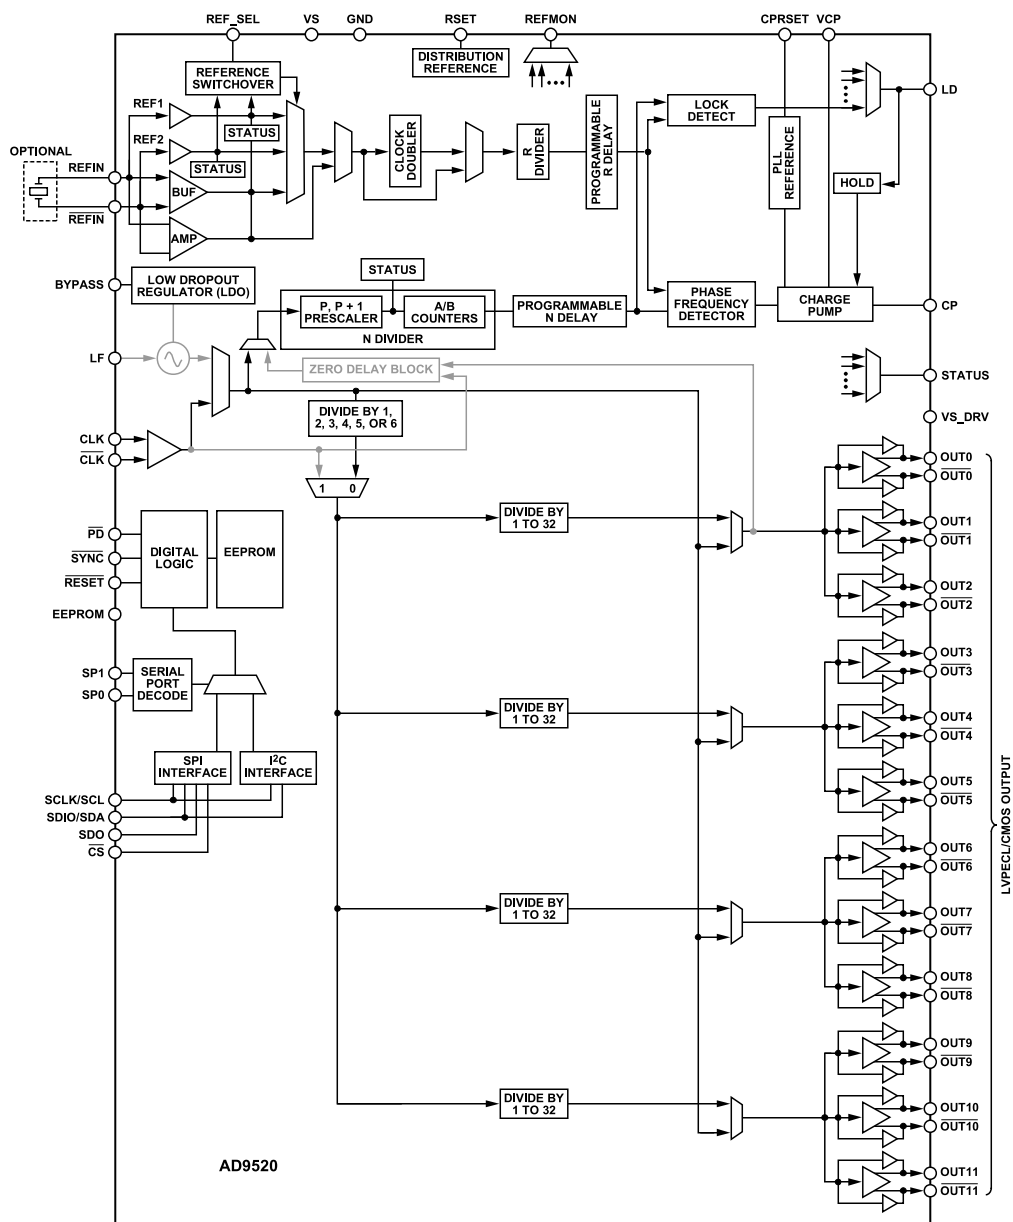 REF_SEL
VS
GND
RSET
REFMON
CPRSET
VCP
DISTRIBUTION
REFERENCE
REFERENCE
SWITCHOVER
REF1
REF2
STATUS
STATUS
OPTIONAL
REFIN
REFIN
BUF
AMP
CLOCK
DOUBLER
R
DIVIDER
PROGRAMMABLE
R DELAY
LOCK
DETECT
LD
PLL
REFERENCE
HOLD
BYPASS
LOW DROPOUT
REGULATOR (LDO)
STATUS
P, P + 1
PRESCALER
A/B
COUNTERS
N DIVIDER
PROGRAMMABLE
N DELAY
PHASE
FREQUENCY
DETECTOR
CHARGE
PUMP
CP
LF
ZERO DELAY BLOCK
STATUS
DIVIDE BY 1,
2, 3, 4, 5, OR 6
VS_DRV
CLK
CLK
1 0
OUT0
OUT0
DIVIDE BY
1 TO 32
OUT1
OUT1
PD
SYNC
RESET
EEPROM
DIGITAL
LOGIC
EEPROM
OUT2
OUT2
SP1
SP0
SERIAL
PORT
DECODE
OUT3
OUT3
DIVIDE BY
1 TO 32
OUT4
OUT4
SPI
INTERFACE
I2C
INTERFACE
OUT5
OUT5
SCLK/SCL
SDIO/SDA
SDO
CS
LVPECL/CMOS OUTPUT
OUT6
OUT6
DIVIDE BY
1 TO 32
OUT7
OUT7
OUT8
OUT8
OUT9
OUT9
DIVIDE BY
1 TO 32
OUT10
OUT10
AD9520
OUT11
OUT11